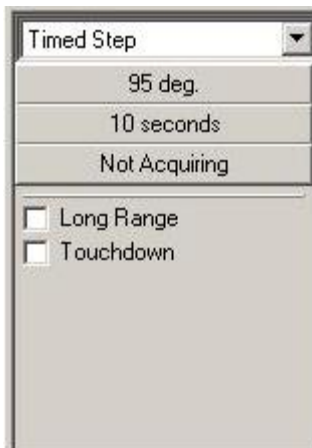 Timed Step
95 deg.
10 seconds
Not Acquiring
Long Range
Touchdown